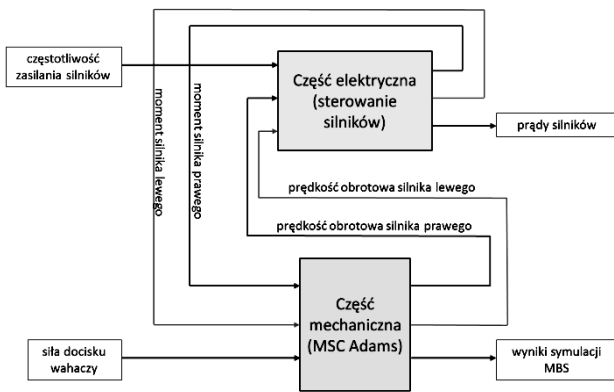 częstotliwość
zasilania silników
Część elektryczna
(sterowanie
silników)
prądy silników
moment silnika lewego
moment silnika prawego
prędkość obrotowa silnika lewego
prędkość obrotowa silnika prawego
Część
mechaniczna
(MSC Adams)
siła docisku
wahaczy
wyniki symulacji
MBS